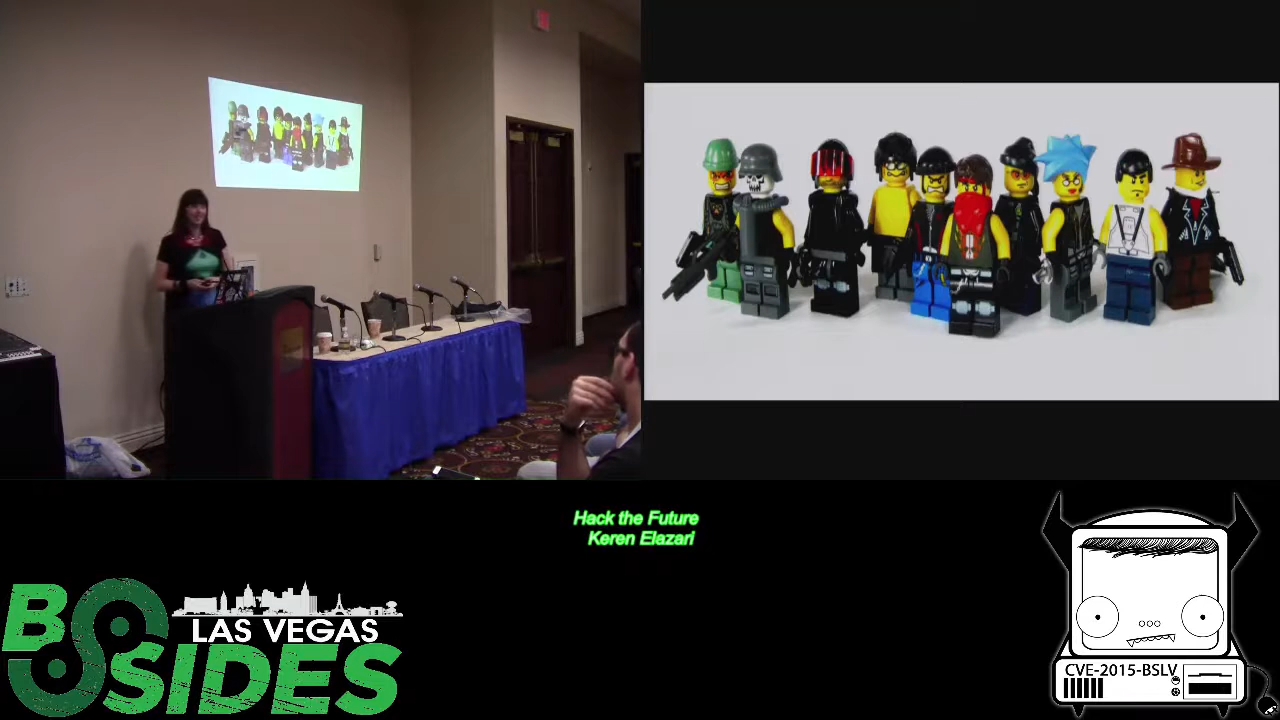 Hack the Future
Keren Elazari
BSIDES
LAS VEGAS
CVE-2015-BSLV